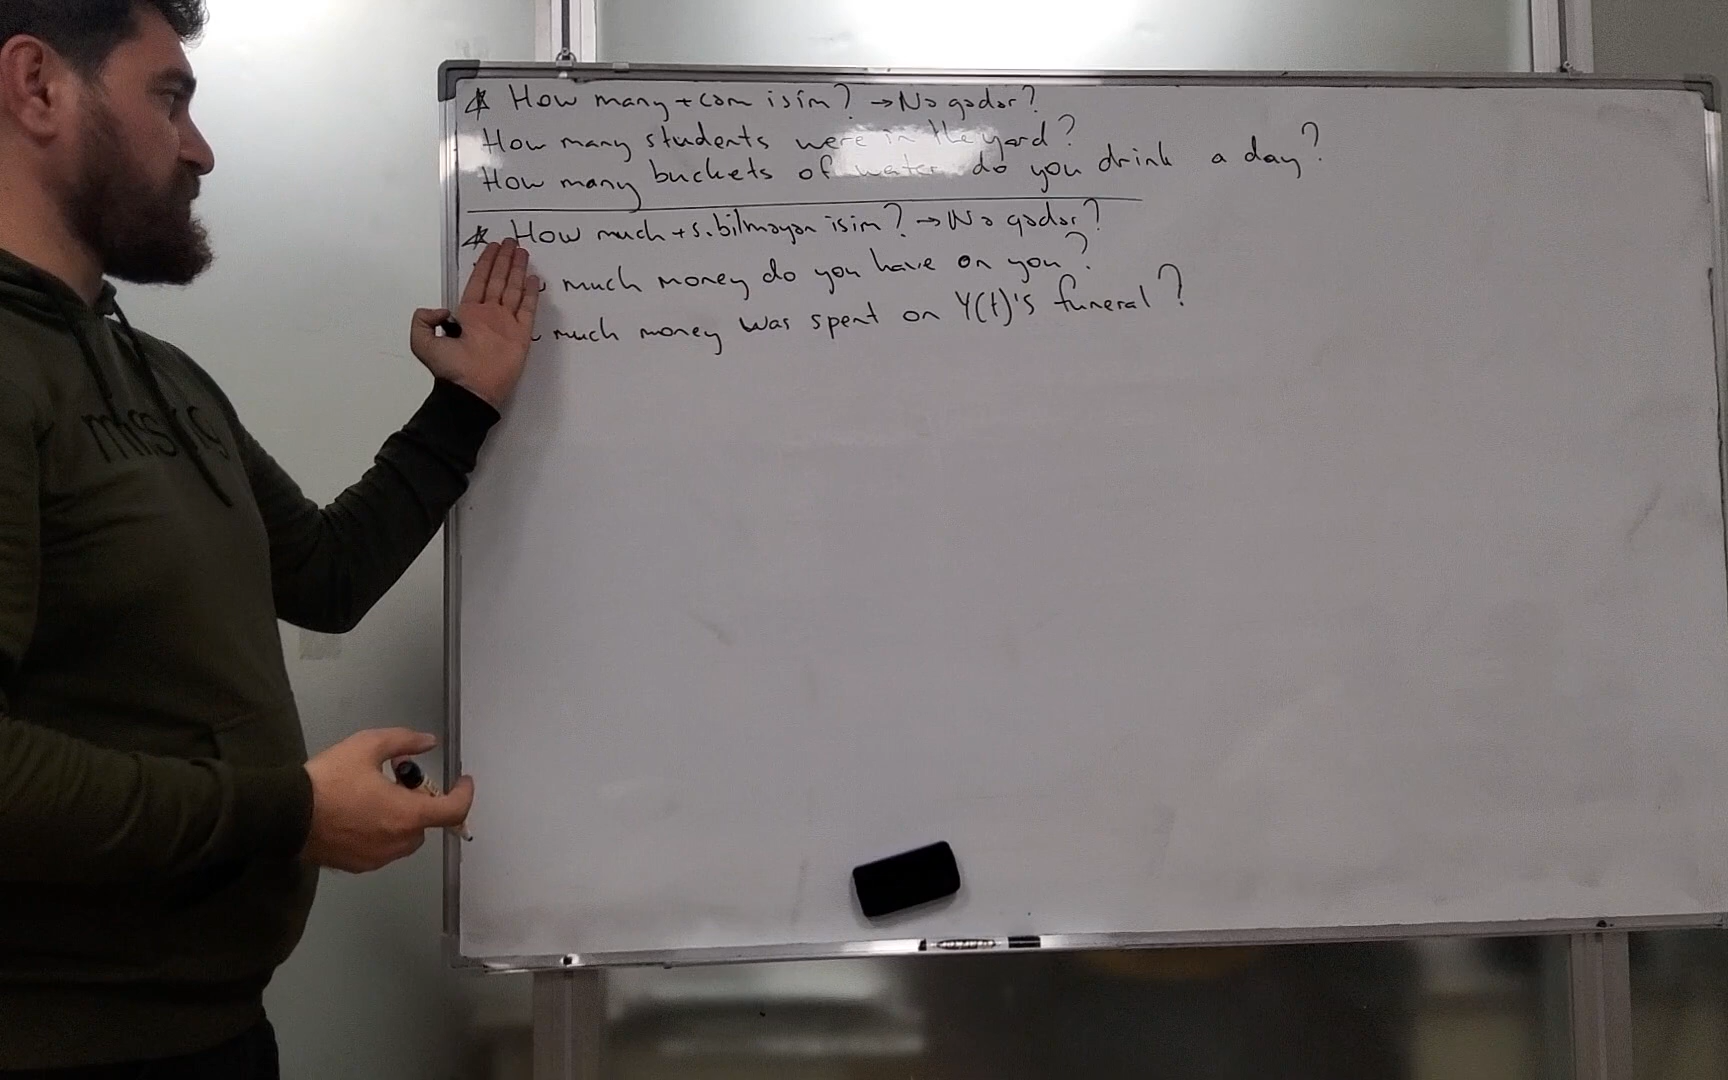 * How many + cəm isim? → Nə qədər?
How many students were in the yard?
How many buckets of water do you drink a day?
* How much + s. bilməyən isim? → Nə qədər?
much money do you have on you?
much money was spent on Y(t)'s funeral?